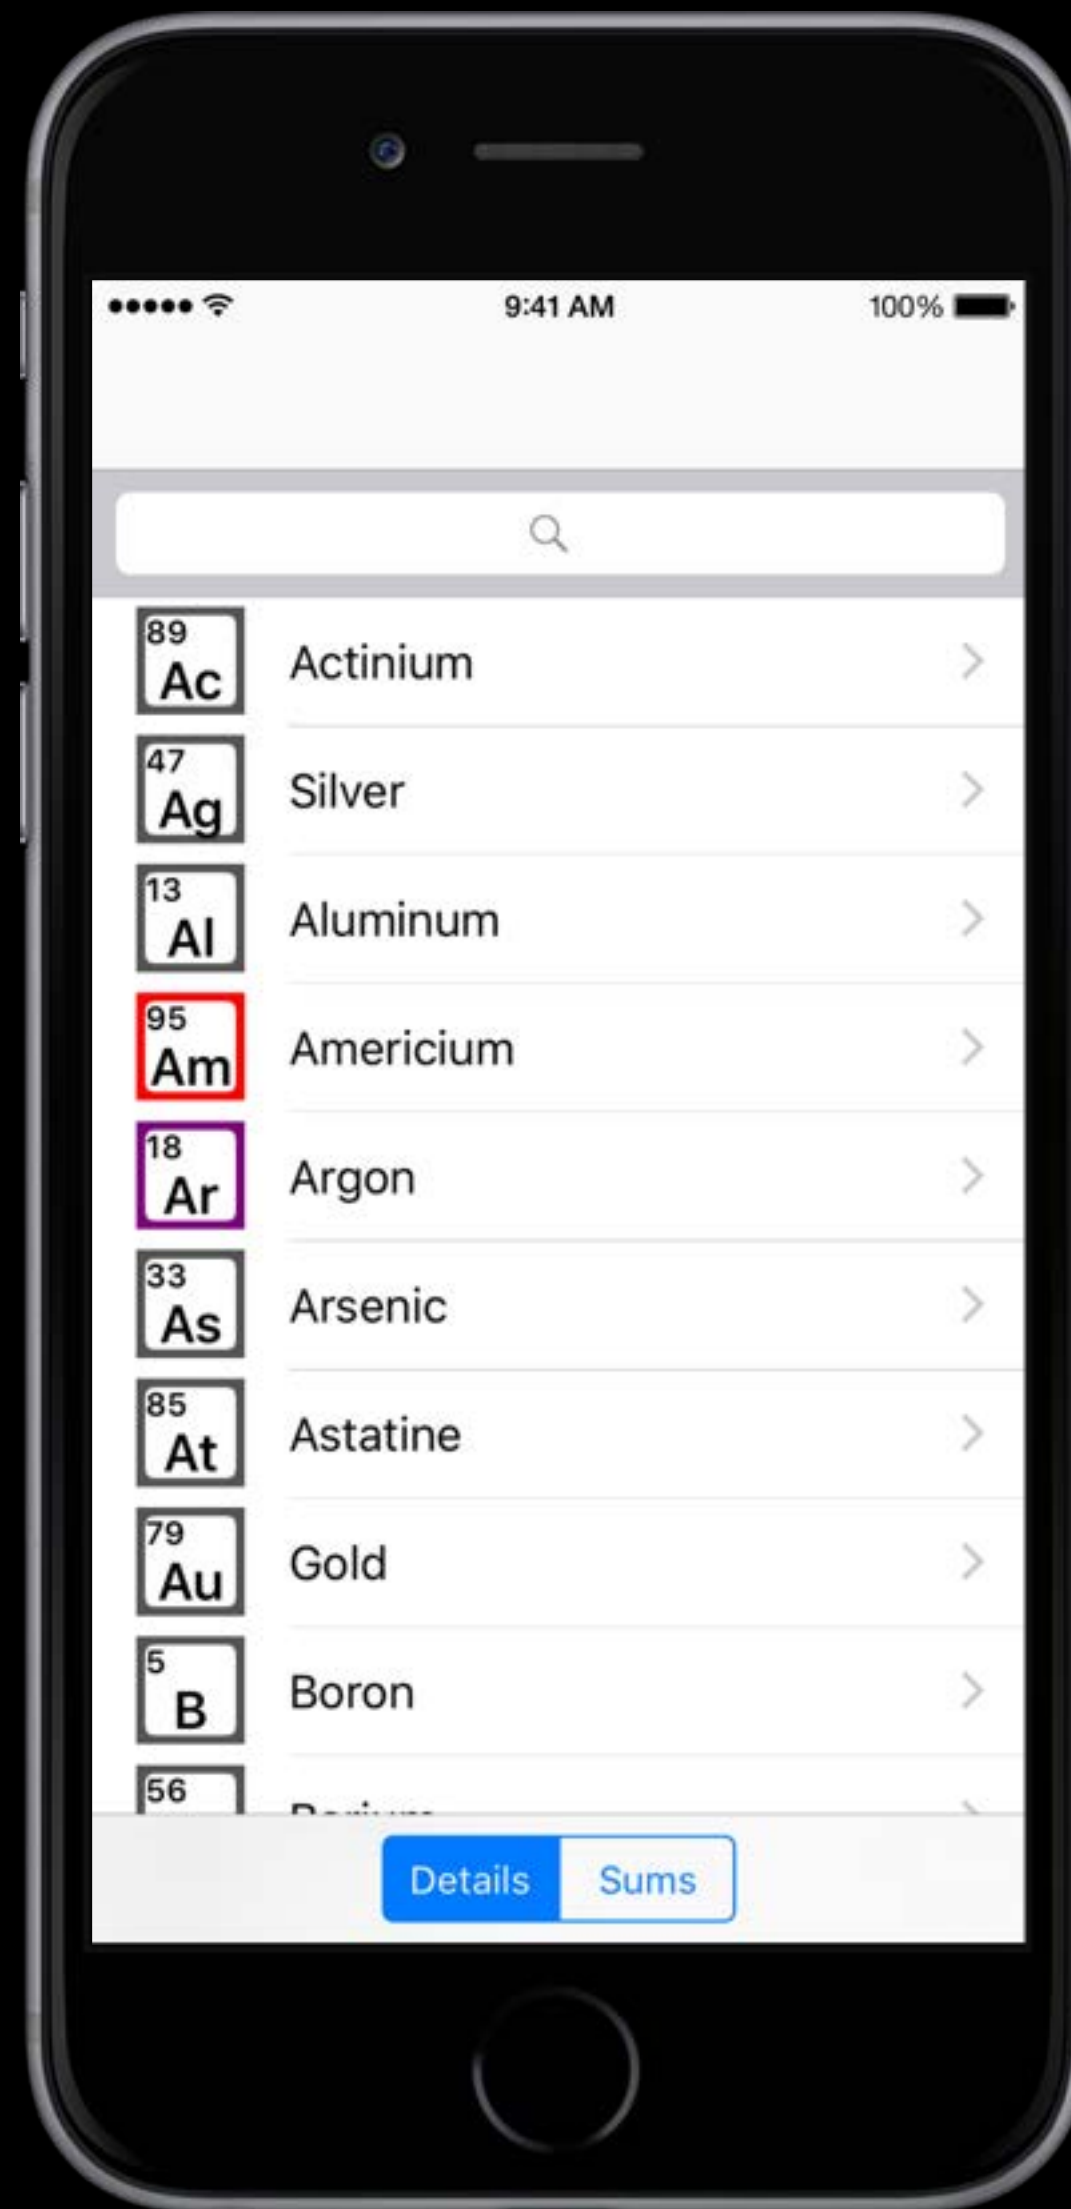 9:41 AM 100%
89
Ac Actinium
47
Ag Silver
13
Al Aluminum
95
Am Americium
18
Ar Argon
33
As Arsenic
85
At Astatine
79
Au Gold
5
B Boron
56
Details Sums